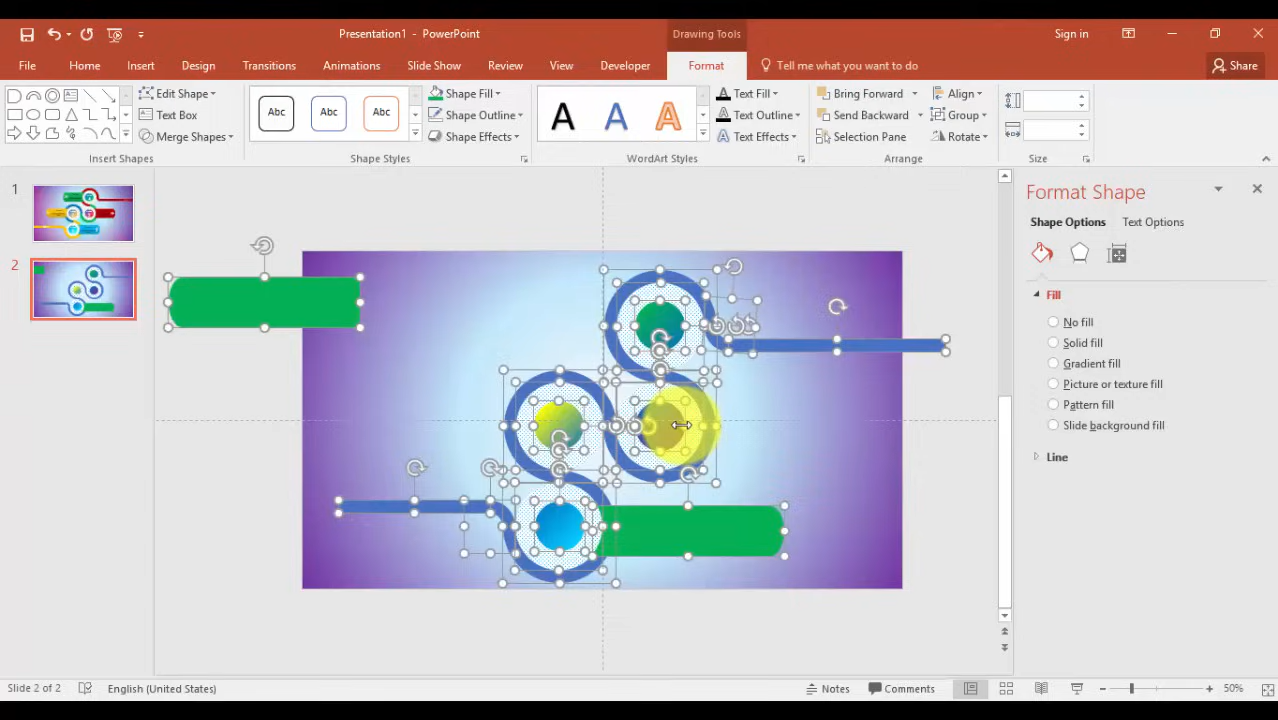 Presentation1 - PowerPoint
Drawing Tools
Sign in
File Home Insert Design Transitions Animations Slide Show Review View Developer Format Tell me what you want to do Share
Edit Shape
Text Box
Merge Shapes
Insert Shapes
Abc Abc Abc
Shape Fill
Shape Outline
Shape Effects
Shape Styles
A A A
Text Fill
Text Outline
Text Effects
WordArt Styles
Bring Forward
Send Backward
Selection Pane
Align
Group
Rotate
Arrange
Size
1
2
Format Shape
Shape Options Text Options
Fill
No fill
Solid fill
Gradient fill
Picture or texture fill
Pattern fill
Slide background fill
Line
Slide 2 of 2 English (United States) Notes Comments 50%